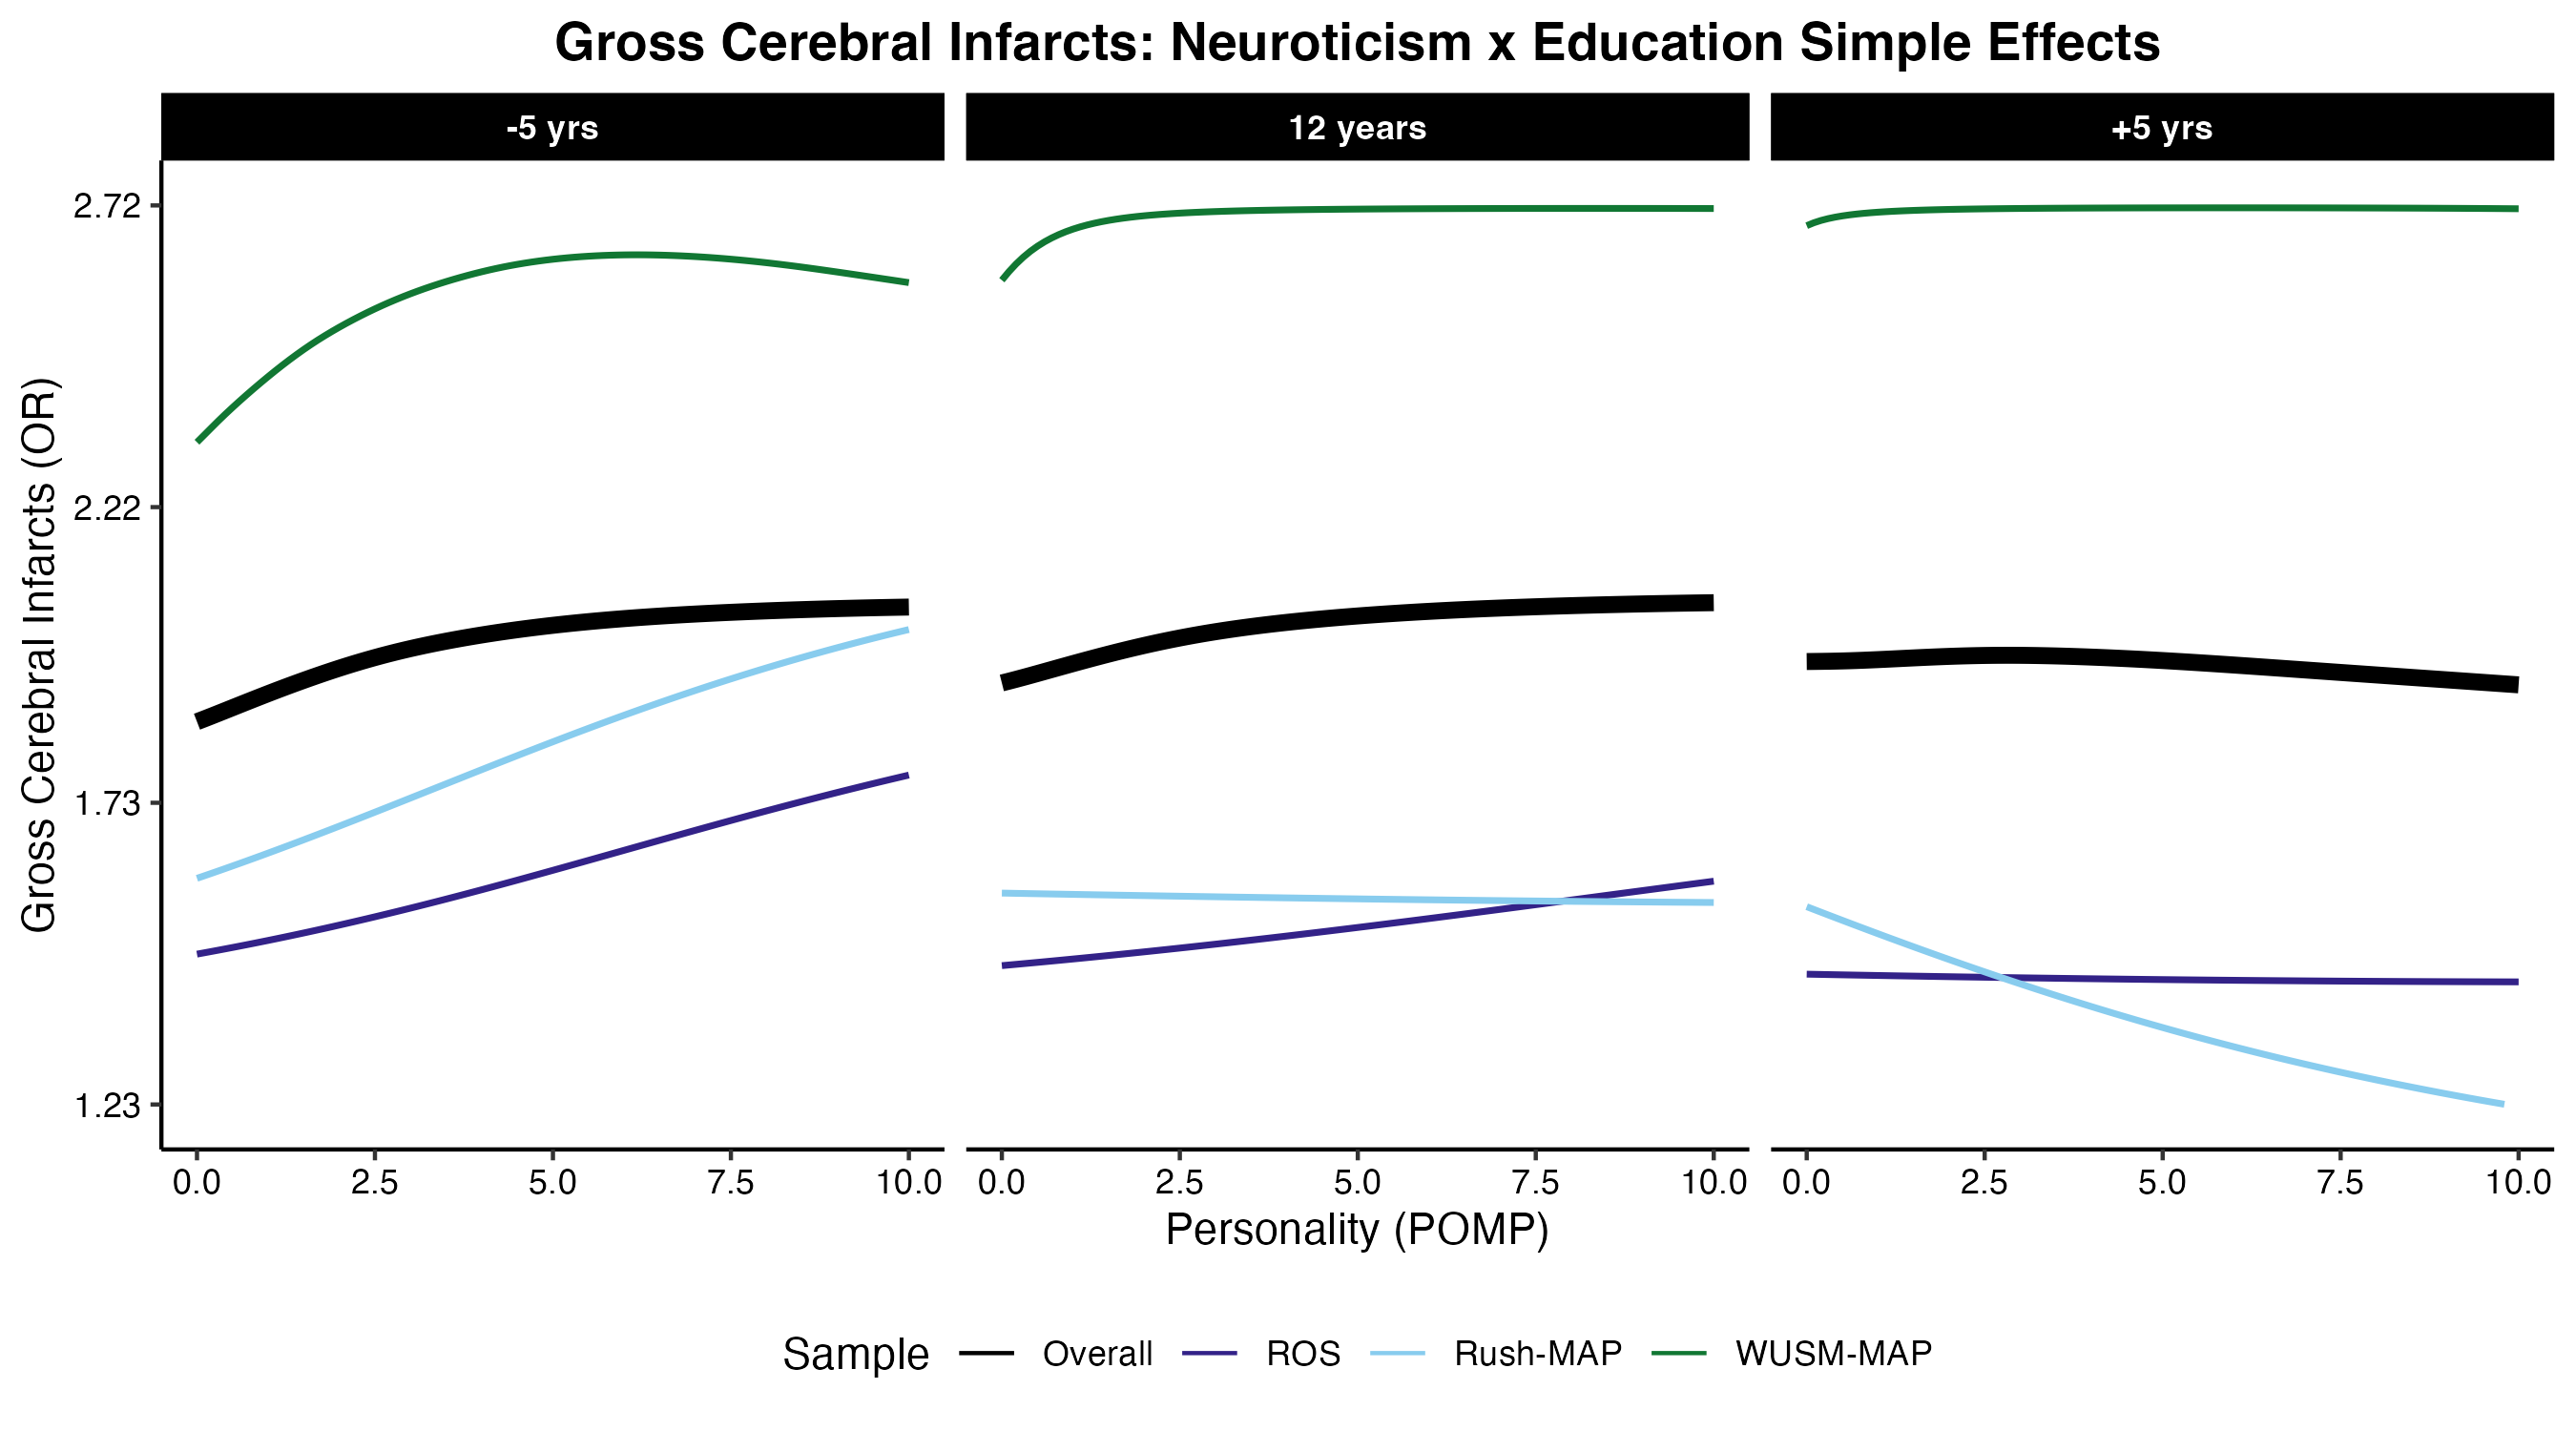 Gross Cerebral Infarcts: Neuroticism x Education Simple Effects
-5 yrs 12 years +5 yrs
Gross Cerebral Infarcts (OR)
2.72
2.22
1.73
1.23
0.0 2.5 5.0 7.5 10.0 0.0 2.5 5.0 7.5 10.0 0.0 2.5 5.0 7.5 10.0
Personality (POMP)
Sample Overall ROS Rush-MAP WUSM-MAP